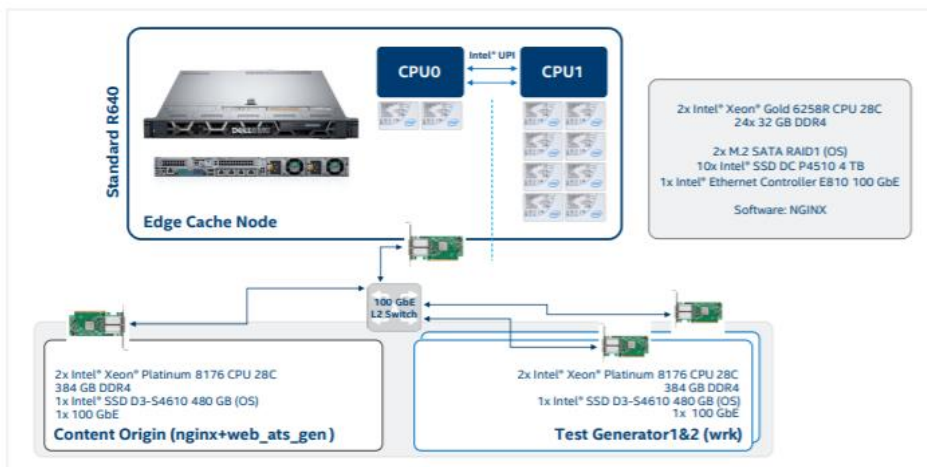 Standard R640
CPU0
Intel® UPI
CPU1
DELL EMC
Edge Cache Node
2x Intel® Xeon® Gold 6258R CPU 28C
24x 32 GB DDR4
2x M.2 SATA RAID1 (OS)
10x Intel® SSD DC P4510 4 TB
1x Intel® Ethernet Controller E810 100 GbE
Software: NGINX
100 GbE
L2 Switch
2x Intel® Xeon® Platinum 8176 CPU 28C
384 GB DDR4
1x Intel® SSD D3-S4610 480 GB (OS)
1x 100 GbE
Content Origin (nginx+web_ats_gen )
2x Intel® Xeon® Platinum 8176 CPU 28C
384 GB DDR4
1x Intel® SSD D3-S4610 480 GB (OS)
1x 100 GbE
Test Generator1&2 (wrk)